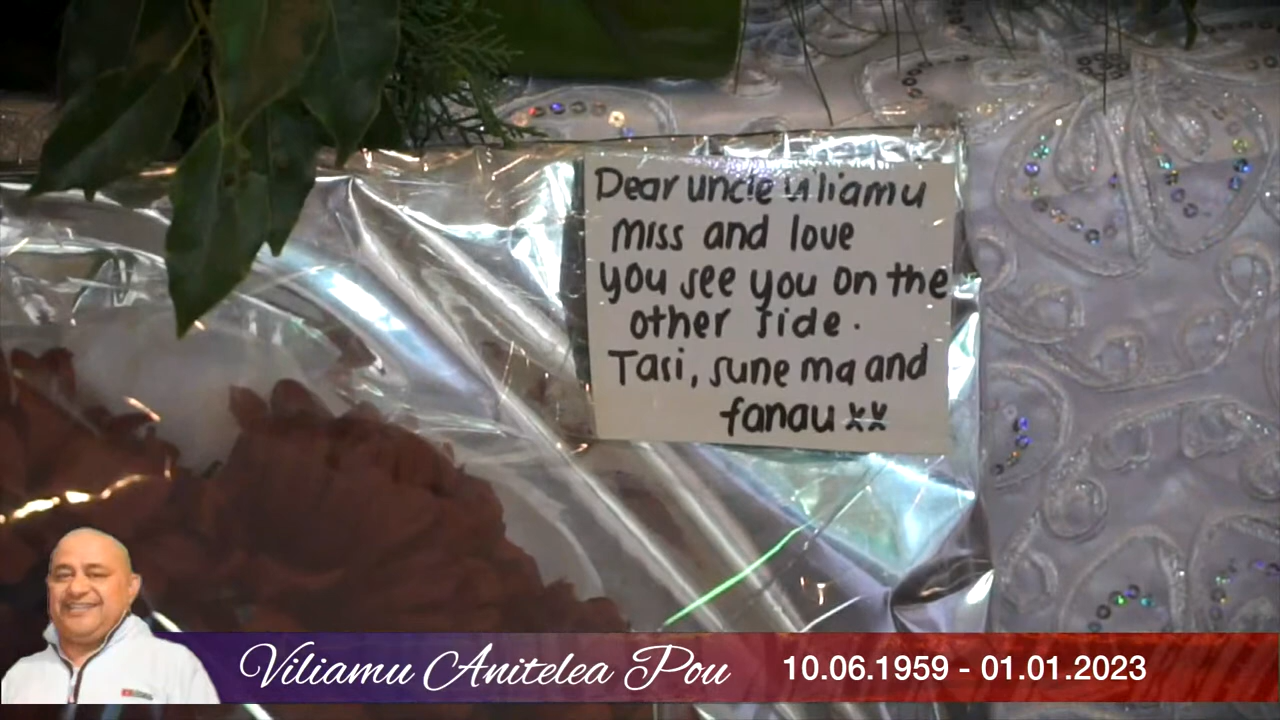 Dear uncle viliamu
miss and love
you see you on the
other side.
Tasi, sune ma and
fanau xx
Viliamu Anitelea Pou 10.06.1959 - 01.01.2023